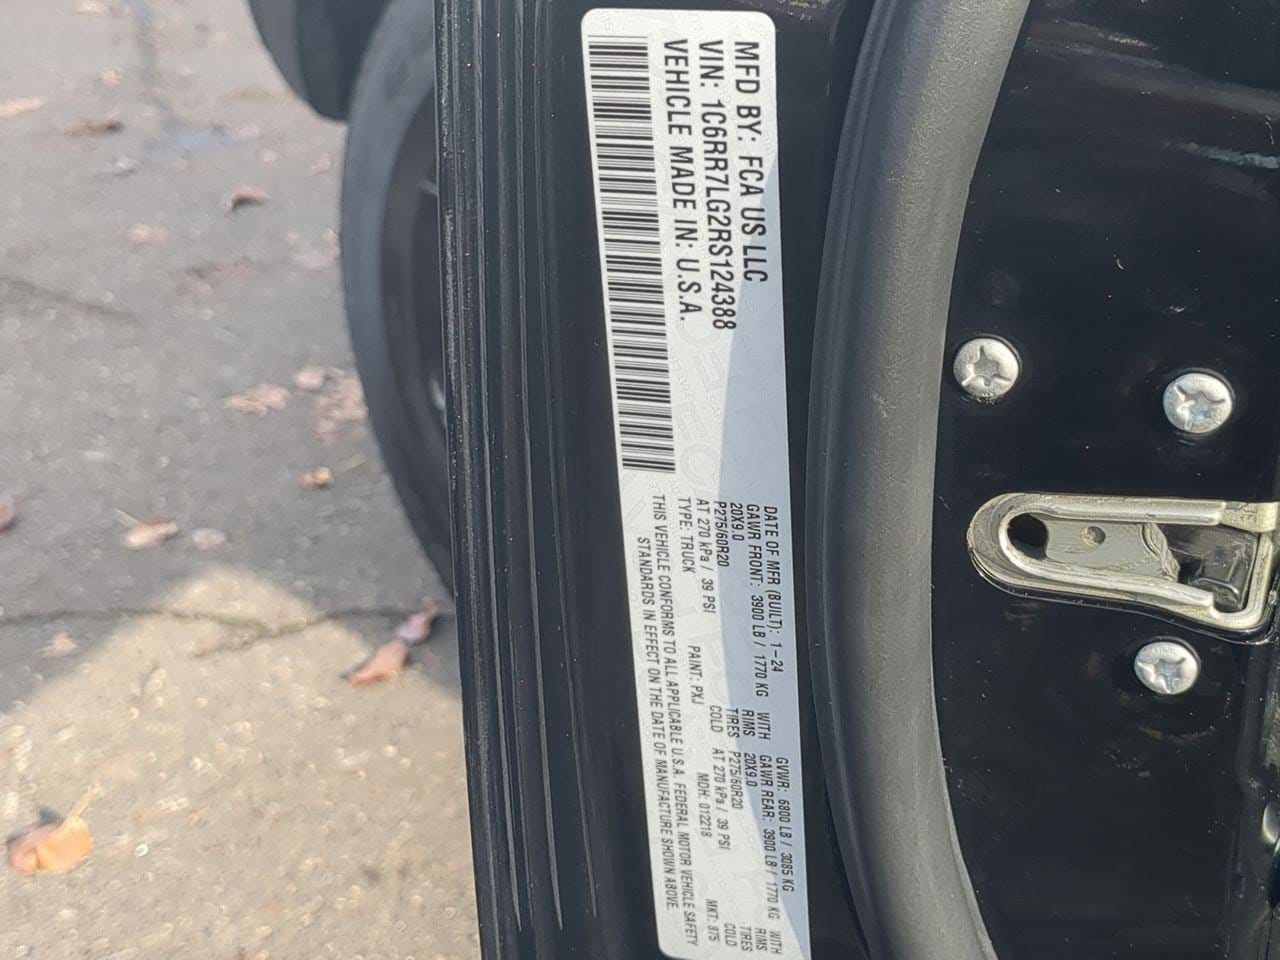 MFD BY: FCA US LLC
VIN: 1C6RR7LG2RS124388
VEHICLE MADE IN: U.S.A.
DATE OF MFR (BUILT): 1-24 GVWR: 6800 LB / 3085 KG
GAWR FRONT: 3900 LB / 1770 KG WITH GAWR REAR: 3900 LB / 1770 KG WITH
20X9.0 RIMS 20X9.0 RIMS
P275/60R20 TIRES P275/60R20 TIRES
AT 270 kPa / 39 PSI COLD AT 270 kPa / 39 PSI COLD
TYPE: TRUCK PAINT: PXJ MDH: 012218 MKT: 975
THIS VEHICLE CONFORMS TO ALL APPLICABLE U.S.A. FEDERAL MOTOR VEHICLE SAFETY
STANDARDS IN EFFECT ON THE DATE OF MANUFACTURE SHOWN ABOVE.